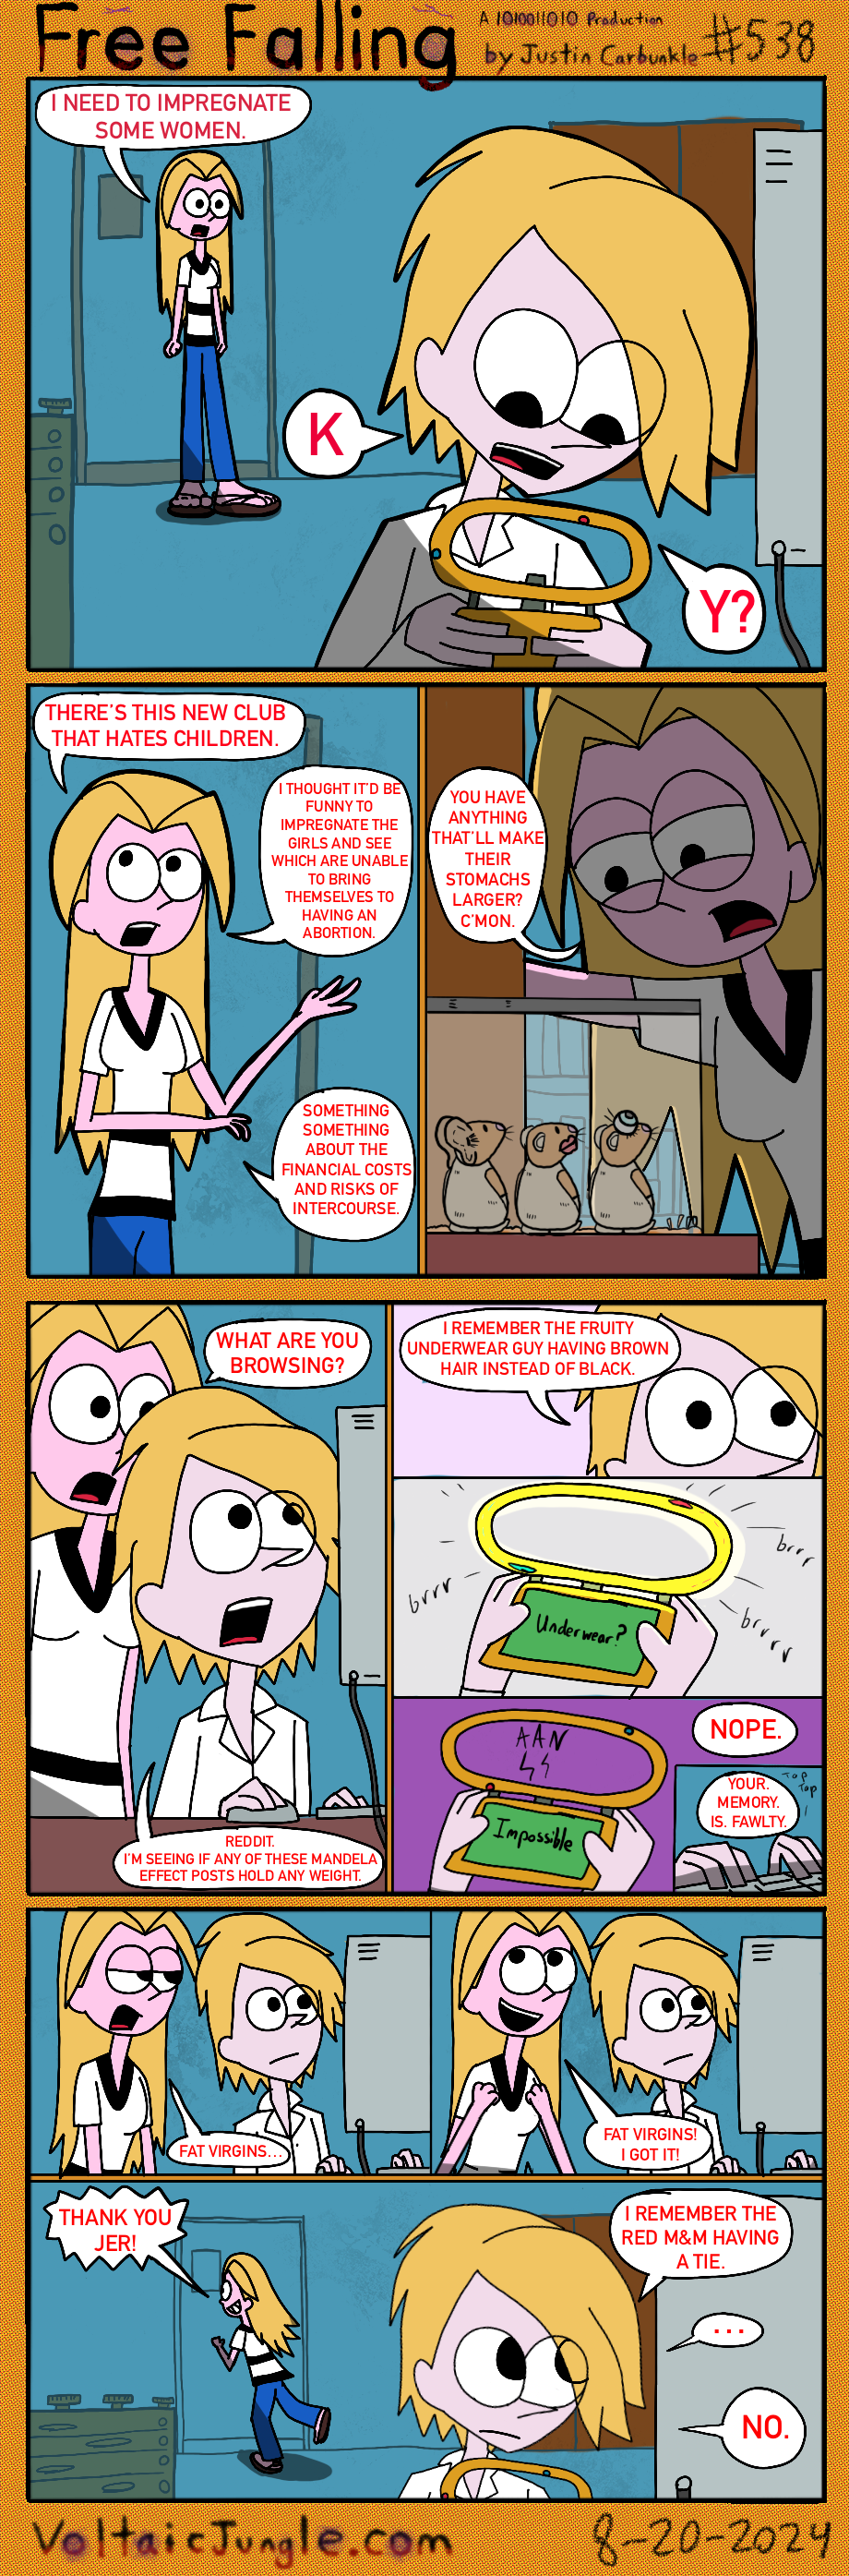 Free Falling
A 1010011010 Production
by Justin Carbunkle
#538
I NEED TO IMPREGNATE
SOME WOMEN.
K
Y?
THERE'S THIS NEW CLUB
THAT HATES CHILDREN.
I THOUGHT IT'D BE
FUNNY TO
IMPREGNATE THE
GIRLS AND SEE
WHICH ARE UNABLE
TO BRING
THEMSELVES TO
HAVING AN
ABORTION.
SOMETHING
SOMETHING
ABOUT THE
FINANCIAL COSTS
AND RISKS OF
INTERCOURSE.
YOU HAVE
ANYTHING
THAT'LL MAKE
THEIR
STOMACHS
LARGER?
C'MON.
WHAT ARE YOU
BROWSING?
REDDIT.
I'M SEEING IF ANY OF THESE MANDELA
EFFECT POSTS HOLD ANY WEIGHT.
I REMEMBER THE FRUITY
UNDERWEAR GUY HAVING BROWN
HAIR INSTEAD OF BLACK.
brrr
brrr
brrrr
Underwear?
AAN
Impossible
NOPE.
YOUR.
MEMORY.
IS. FAWLTY.
TAP
TAP
FAT VIRGINS...
FAT VIRGINS!
I GOT IT!
THANK YOU
JER!
I REMEMBER THE
RED M&M HAVING
A TIE.
...
NO.
VoltaicJungle.com
8-20-2024